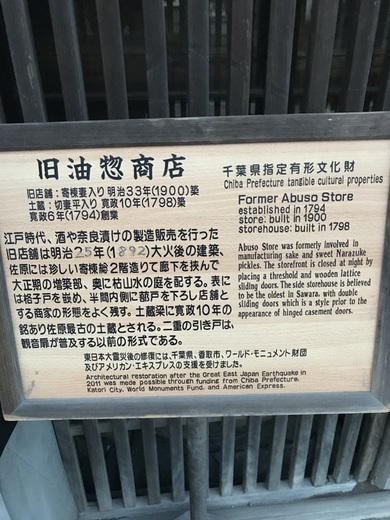 旧油惣商店
旧店舗：寄棟妻入り 明治33年(1900)築
土蔵：切妻平入り 寛政10年(1798)築
寛政6年(1794)創業
千葉県指定有形文化財
Chiba Prefecture tangible cultural properties
Former Abuso Store
established in 1794
store: built in 1900
storehouse: built in 1798
江戸時代、酒や奈良漬けの製造販売を行った
旧店舗は明治25年(1892)大火後の建築、
佐原には珍しい寄棟総2階造りで廊下を挟んで
大正期の増築部、奥に枯山水の庭を配する。表に
は格子戸を嵌め、半間内側に蔀戸を下ろし店舗と
する商家の形態をよく残す。土蔵梁に寛政10年の
銘あり佐原最古の土蔵とされる。二重の引き戸は、
観音扉が普及する以前の形式である。
Abuso Store was formerly involved in
manufacturing sake and sweet Narazuke
pickles. The storefront is closed at night by
placing a threshold and wooden lattice
sliding doors. The side storehouse is believed
to be the oldest in Sawara, with double
sliding doors which is a style prior to the
appearance of hinged casement doors.
東日本大震災後の修復には、千葉県、香取市、ワールド・モニュメント財団
及びアメリカン・エキスプレスの支援を受けました。
Architectural restoration after the Great East Japan Earthquake in
2011 was made possible through funding from Chiba Prefecture,
Katori City, World Monuments Fund, and American Express.